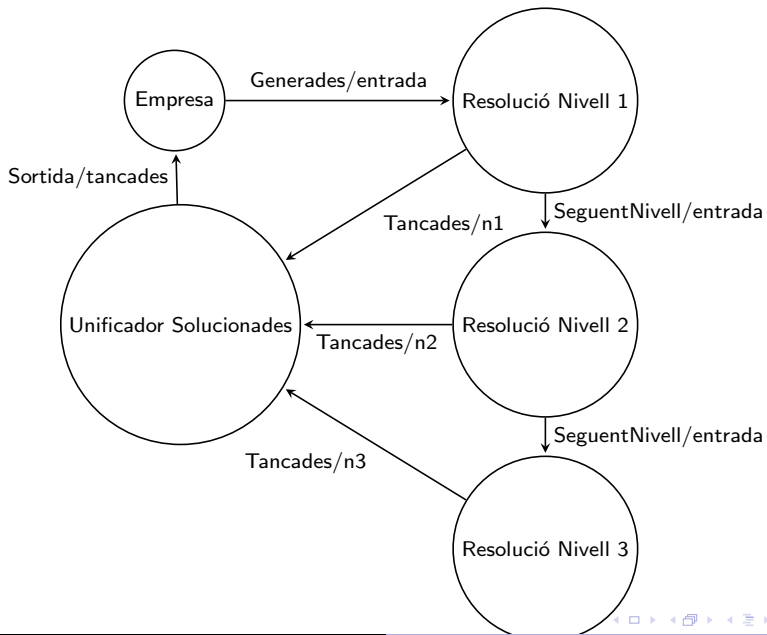 Generades/entrada
Empresa
Resolució Nivell 1
Sortida/tancades
SeguentNivell/entrada
Tancades/n1
Unificador Solucionades
Resolució Nivell 2
Tancades/n2
SeguentNivell/entrada
Tancades/n3
Resolució Nivell 3